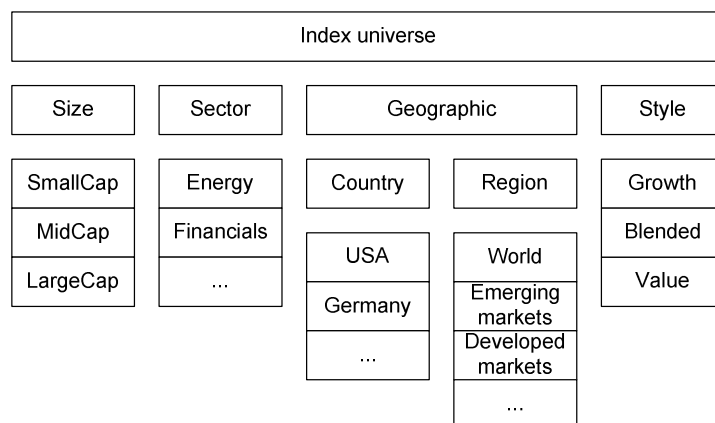 Index universe
Size
Sector
Geographic
Style
SmallCap
MidCap
LargeCap
Energy
Financials
...
Country
Region
USA
Germany
...
World
Emerging
markets
Developed
markets
...
Growth
Blended
Value